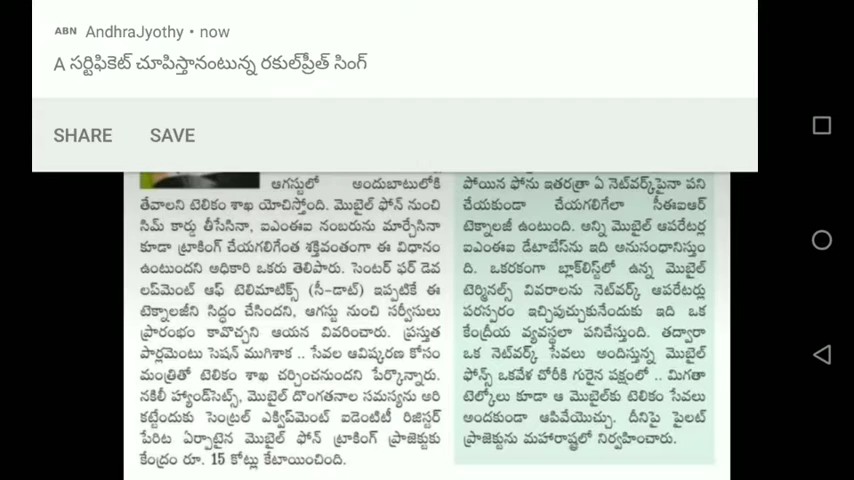 ABN AndhraJyothy • now
A సర్టిఫికెట్ చూపిస్తానంటున్న రకుల్‌ప్రీత్ సింగ్
SHARE SAVE
ఆగస్టులో అందుబాటులోకి
తేవాలని టెలికం శాఖ యోచిస్తోంది. మొబైల్ ఫోన్ నుంచి
సిమ్ కార్డు తీసేసినా, ఐఎంఈఐ నంబరును మార్చేసినా
కూడా ట్రాకింగ్ చేయగలిగేంత శక్తివంతంగా ఈ విధానం
ఉంటుందని అధికారి ఒకరు తెలిపారు. సెంటర్ ఫర్ డెవ
లప్‌మెంట్ ఆఫ్ టెలిమాటిక్స్ (సీ-డాట్) ఇప్పటికే ఈ
టెక్నాలజీని సిద్ధం చేసిందని, ఆగస్టు నుంచి సర్వీసులు
ప్రారంభం కావొచ్చని ఆయన వివరించారు. ప్రస్తుత
పార్లమెంటు సెషన్ ముగిశాక .. సేవల ఆవిష్కరణ కోసం
మంత్రితో టెలికం శాఖ చర్చించనుందని పేర్కొన్నారు.
నకిలీ హ్యాండ్‌సెట్స్, మొబైల్ దొంగతనాల సమస్యను అరి
కట్టేందుకు సెంట్రల్ ఎక్విప్‌మెంట్ ఐడెంటిటీ రిజిస్టర్
పేరిట ఏర్పాటైన మొబైల్ ఫోన్ ట్రాకింగ్ ప్రాజెక్టుకు
కేంద్రం రూ. 15 కోట్లు కేటాయించింది.
పోయిన ఫోను ఇతరత్రా ఏ నెట్‌వర్క్‌పైనా పని
చేయకుండా చేయగలిగేలా సీఈఐఆర్
టెక్నాలజీ ఉంటుంది. అన్ని మొబైల్ ఆపరేటర్ల
ఐఎంఈఐ డేటాబేస్‌ను ఇది అనుసంధానిస్తుం
ది. ఒకరకంగా బ్లాక్‌లిస్ట్‌లో ఉన్న మొబైల్
టెర్మినల్స్ వివరాలను నెట్‌వర్క్ ఆపరేటర్లు
పరస్పరం ఇచ్చిపుచ్చుకునేందుకు ఇది ఒక
కేంద్రీయ వ్యవస్థలా పనిచేస్తుంది. తద్వారా
ఒక నెట్‌వర్క్ సేవలు అందిస్తున్న మొబైల్
ఫోన్స్ ఒకవేళ చోరీకి గురైన పక్షంలో .. మిగతా
టెల్కోలు కూడా ఆ మొబైల్‌కు టెలికం సేవలు
అందకుండా ఆపివేయొచ్చు. దీనిపై పైలట్
ప్రాజెక్టును మహారాష్ట్రలో నిర్వహించారు.